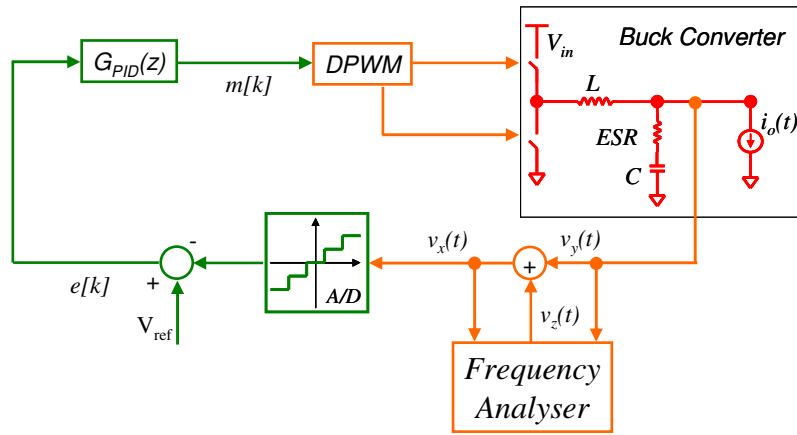 Buck Converter
V_in
G_PID(z)
m[k]
DPWM
L
ESR
C
i_o(t)
v_x(t)
v_y(t)
-
+
+
A/D
e[k]
V_ref
v_z(t)
Frequency
Analyser